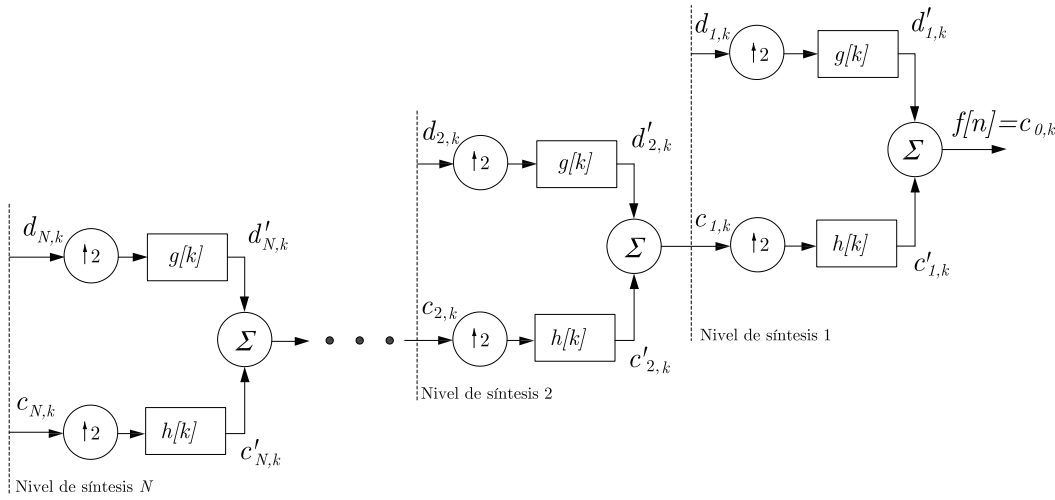 d_{1,k}
↑2
g[k]
d'_{1,k}
Σ
f[n]=c_{0,k}
c_{1,k}
↑2
h[k]
c'_{1,k}
Nivel de síntesis 1
d_{2,k}
↑2
g[k]
d'_{2,k}
Σ
c_{2,k}
↑2
h[k]
c'_{2,k}
Nivel de síntesis 2
d_{N,k}
↑2
g[k]
d'_{N,k}
Σ
c_{N,k}
↑2
h[k]
c'_{N,k}
Nivel de síntesis N